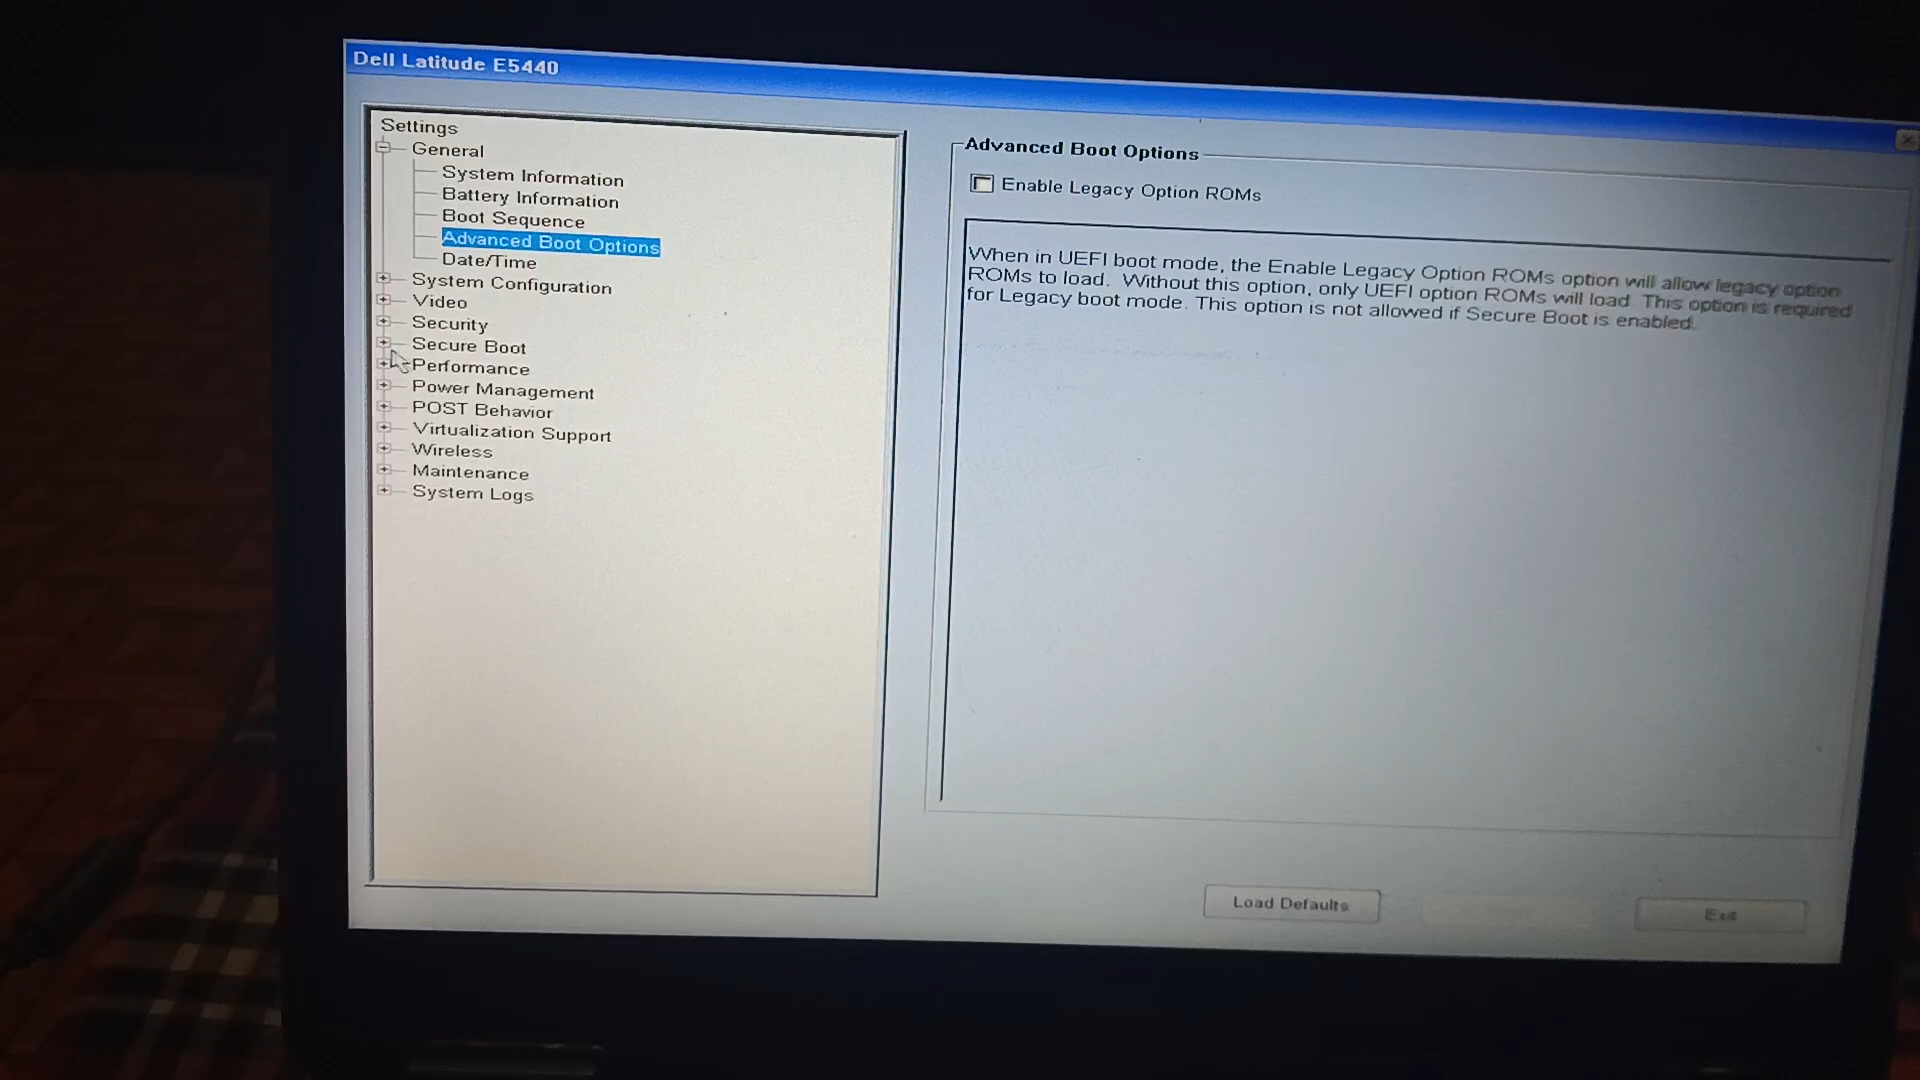 Dell Latitude E5440
Settings
General
System Information
Battery Information
Boot Sequence
Advanced Boot Options
Date/Time
System Configuration
Video
Security
Secure Boot
Performance
Power Management
POST Behavior
Virtualization Support
Wireless
Maintenance
System Logs
Advanced Boot Options
Enable Legacy Option ROMs
When in UEFI boot mode, the Enable Legacy Option ROMs option will allow legacy option
ROMs to load. Without this option, only UEFI option ROMs will load. This option is required
for Legacy boot mode. This option is not allowed if Secure Boot is enabled.
Load Defaults
Exit